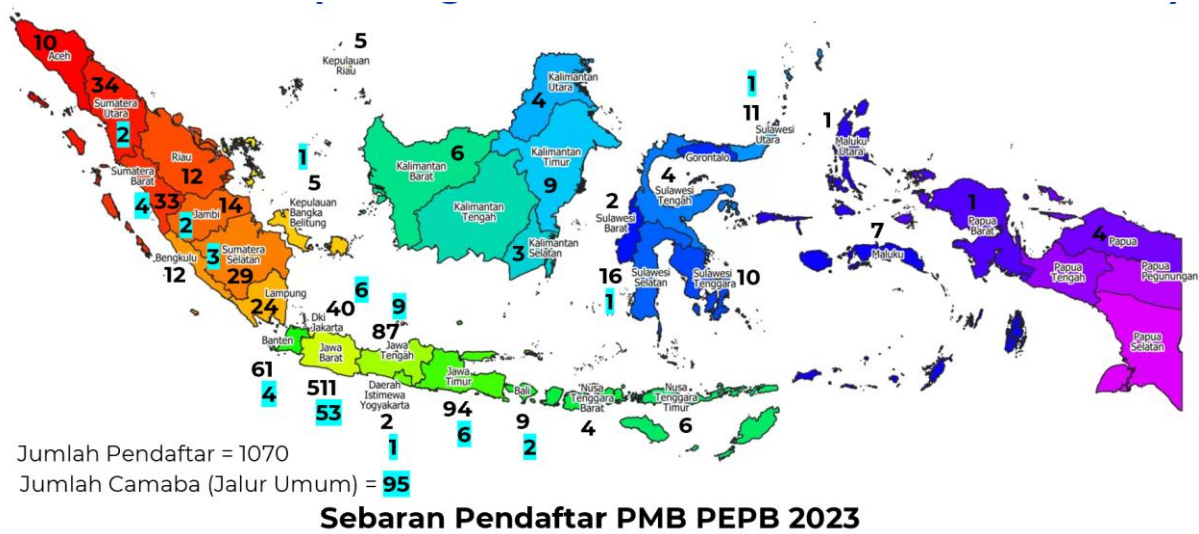 10
Aceh
34
Sumatera
Utara
2
5
Kepulauan
Riau
Riau
12
Sumatera
Barat
4
33
14
Jambi
2
1
5
Kepulauan
Bangka
Belitung
Bengkulu
12
3
Sumatera
Selatan
29
Lampung
24
Kalimantan
Utara
4
6
Kalimantan
Barat
Kalimantan
Timur
9
Kalimantan
Tengah
3
Kalimantan
Selatan
1
11
Sulawesi
Utara
Gorontalo
4
Sulawesi
Tengah
2
Sulawesi
Barat
16
1
Sulawesi
Selatan
Sulawesi
Tenggara
10
1
Maluku
Utara
7
Maluku
1
Papua
Barat
4
Papua
Papua
Tengah
Papua
Pegunungan
Papua
Selatan
6
40
Dki
Jakarta
9
87
Jawa
Tengah
Banten
61
4
Jawa
Barat
511
53
Daerah
Istimewa
Yogyakarta
2
1
Jawa
Timur
94
6
Bali
9
2
Nusa
Tenggara
Barat
4
Nusa
Tenggara
Timur
6
Jumlah Pendaftar = 1070
Jumlah Camaba (Jalur Umum) = 95
Sebaran Pendaftar PMB PEPB 2023